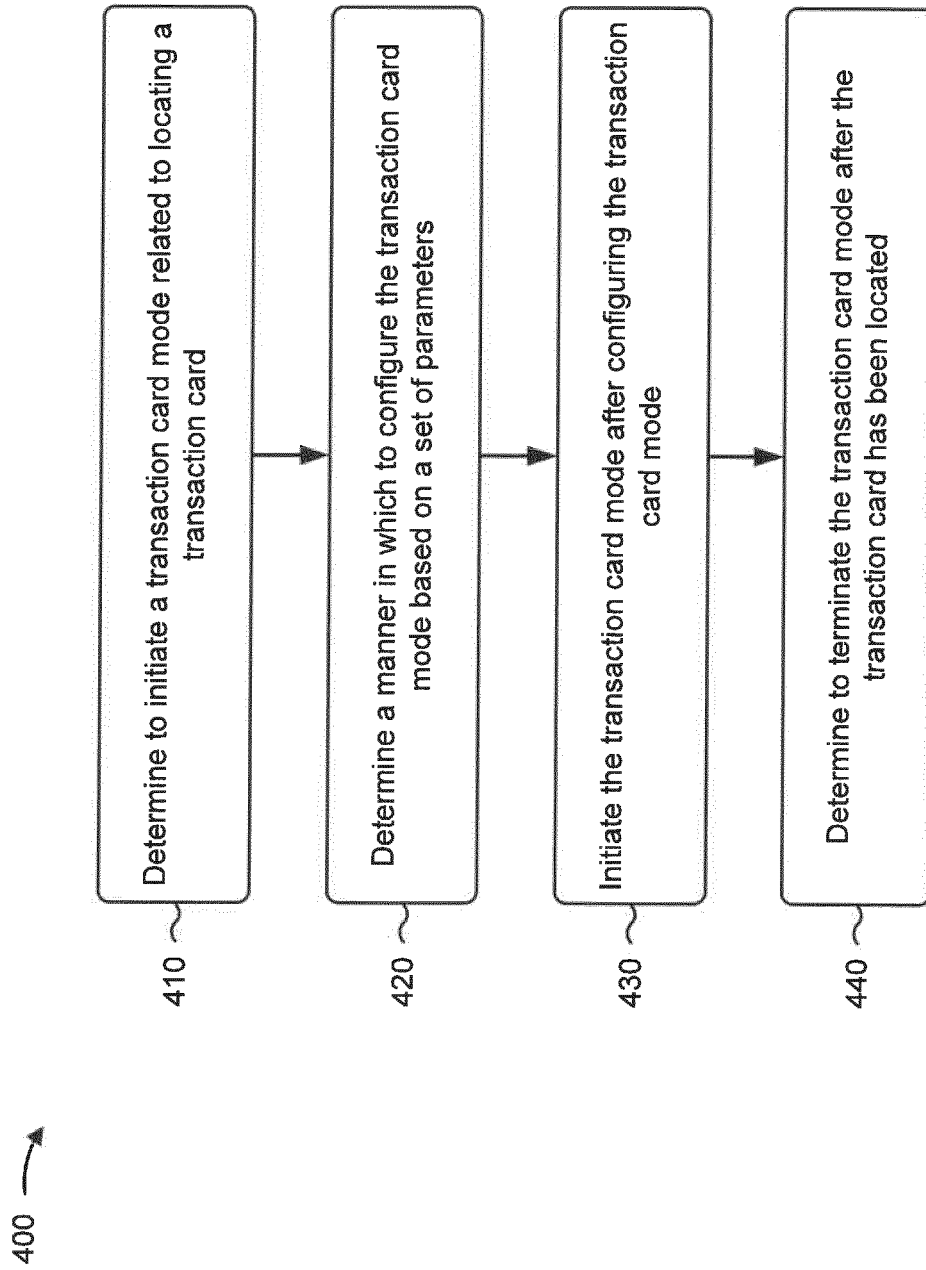 400
410
Determine to initiate a transaction card mode related to locating a
transaction card
420
Determine a manner in which to configure the transaction card
mode based on a set of parameters
430
Initiate the transaction card mode after configuring the transaction
card mode
440
Determine to terminate the transaction card mode after the
transaction card has been located